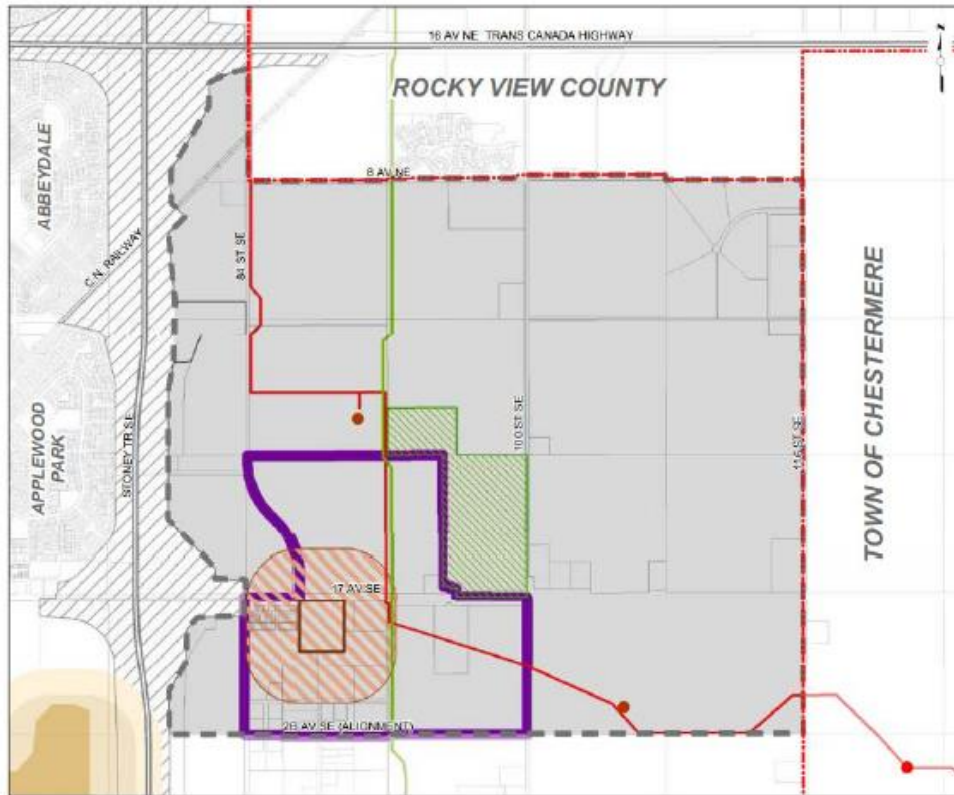 16 AV NE TRANS CANADA HIGHWAY
N
ROCKY VIEW COUNTY
8 AV NE
ABBEYDALE
C.N. RAILWAY
84 ST SE
TOWN OF CHESTERMERE
APPLEWOOD
PARK
STONEY TR SE
100 ST SE
116 ST SE
17 AV SE
26 AV SE (ALIGNMENT)